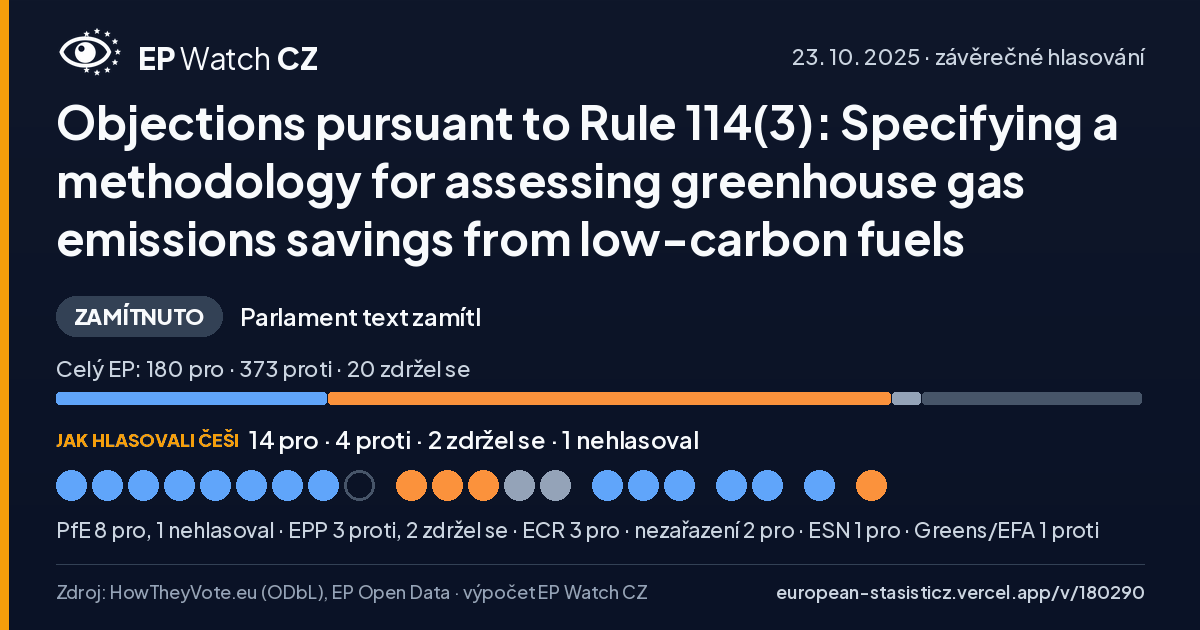 EP Watch CZ
23. 10. 2025 · závěrečné hlasování
Objections pursuant to Rule 114(3): Specifying a
methodology for assessing greenhouse gas
emissions savings from low-carbon fuels
ZAMÍTNUTO
Parlament text zamítl
Celý EP: 180 pro · 373 proti · 20 zdržel se
JAK HLASOVALI ČEŠI 14 pro · 4 proti · 2 zdržel se · 1 nehlasoval
PfE 8 pro, 1 nehlasoval · EPP 3 proti, 2 zdržel se · ECR 3 pro · nezařazení 2 pro · ESN 1 pro · Greens/EFA 1 proti
Zdroj: HowTheyVote.eu (ODbL), EP Open Data · výpočet EP Watch CZ
european-stasisticz.vercel.app/v/180290